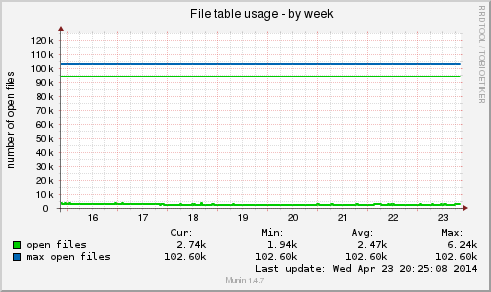 File table usage - by week
RRDTOOL / TOBI OETIKER
number of open files
120 k
110 k
100 k
90 k
80 k
70 k
60 k
50 k
40 k
30 k
20 k
10 k
0
16 17 18 19 20 21 22 23
Cur: Min: Avg: Max:
open files 2.74k 1.94k 2.47k 6.24k
max open files 102.60k 102.60k 102.60k 102.60k
Last update: Wed Apr 23 20:25:08 2014
Munin 1.4.7